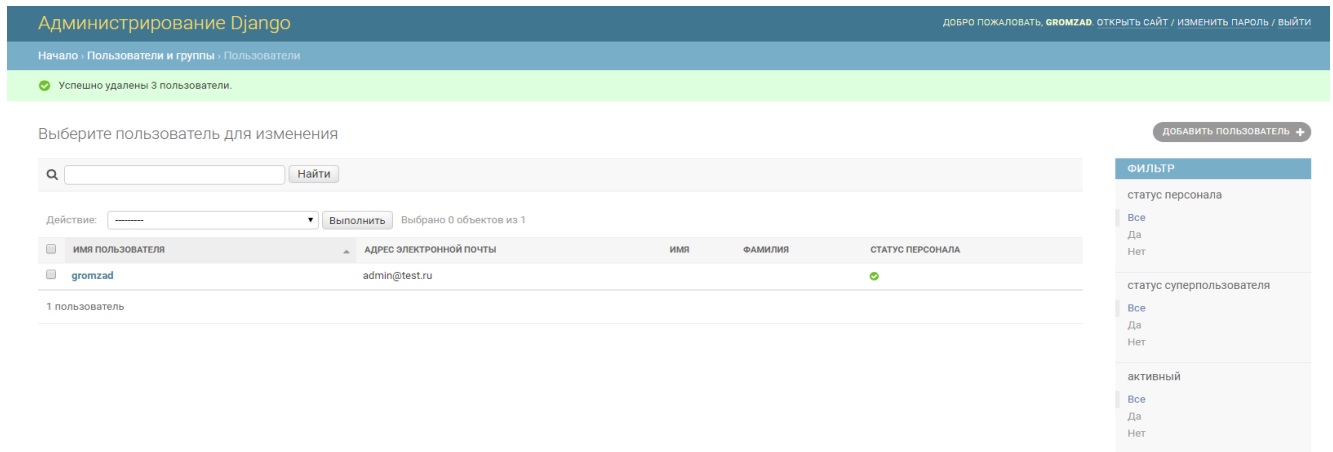 Администрирование Django
ДОБРО ПОЖАЛОВАТЬ, GROMZAD. ОТКРЫТЬ САЙТ / ИЗМЕНИТЬ ПАРОЛЬ / ВЫЙТИ
Начало › Пользователи и группы › Пользователи
Успешно удалены 3 пользователи.
Выберите пользователь для изменения
ДОБАВИТЬ ПОЛЬЗОВАТЕЛЬ +
Найти
Действие: --------- Выполнить Выбрано 0 объектов из 1
ИМЯ ПОЛЬЗОВАТЕЛЯ АДРЕС ЭЛЕКТРОННОЙ ПОЧТЫ ИМЯ ФАМИЛИЯ СТАТУС ПЕРСОНАЛА
gromzad admin@test.ru
1 пользователь
ФИЛЬТР
статус персонала
Все
Да
Нет
статус суперпользователя
Все
Да
Нет
активный
Все
Да
Нет